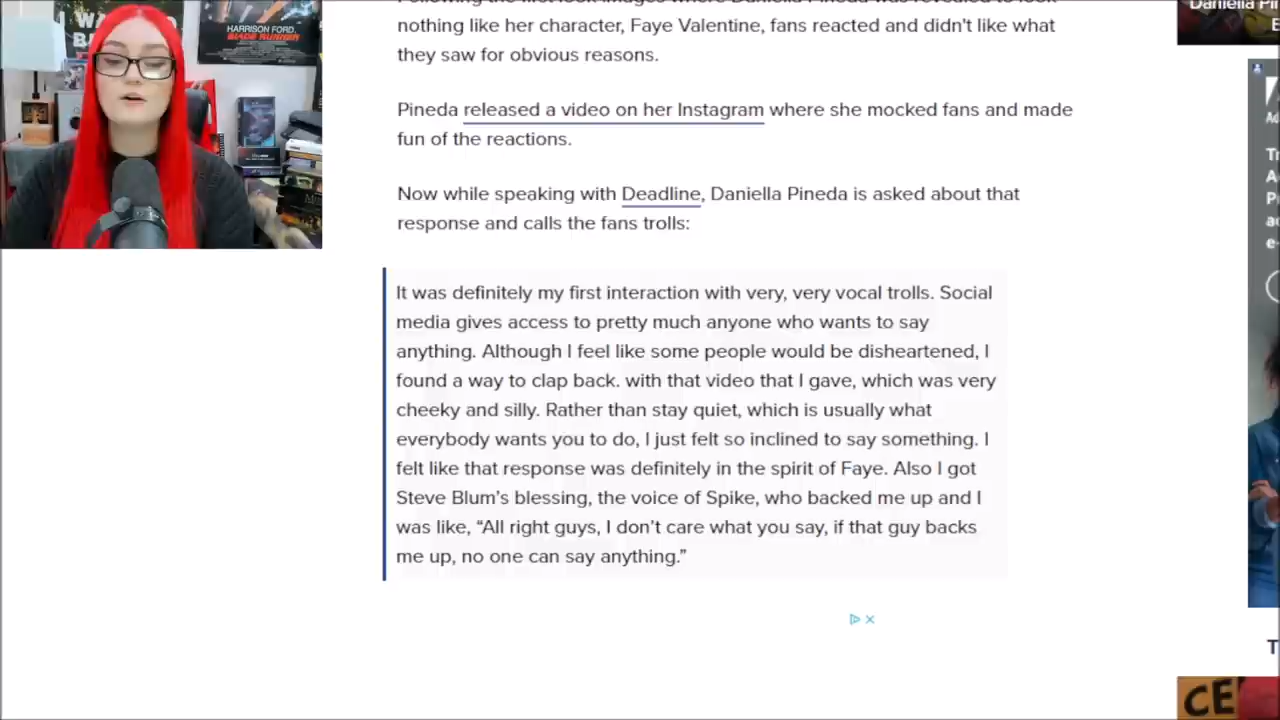 HARRISON FORD.
BLADE RUNNER
nothing like her character, Faye Valentine, fans reacted and didn't like what
they saw for obvious reasons.
Pineda released a video on her Instagram where she mocked fans and made
fun of the reactions.
Now while speaking with Deadline, Daniella Pineda is asked about that
response and calls the fans trolls:
It was definitely my first interaction with very, very vocal trolls. Social
media gives access to pretty much anyone who wants to say
anything. Although I feel like some people would be disheartened, I
found a way to clap back. with that video that I gave, which was very
cheeky and silly. Rather than stay quiet, which is usually what
everybody wants you to do, I just felt so inclined to say something. I
felt like that response was definitely in the spirit of Faye. Also I got
Steve Blum’s blessing, the voice of Spike, who backed me up and I
was like, “All right guys, I don’t care what you say, if that guy backs
me up, no one can say anything.”
Daniella
CE